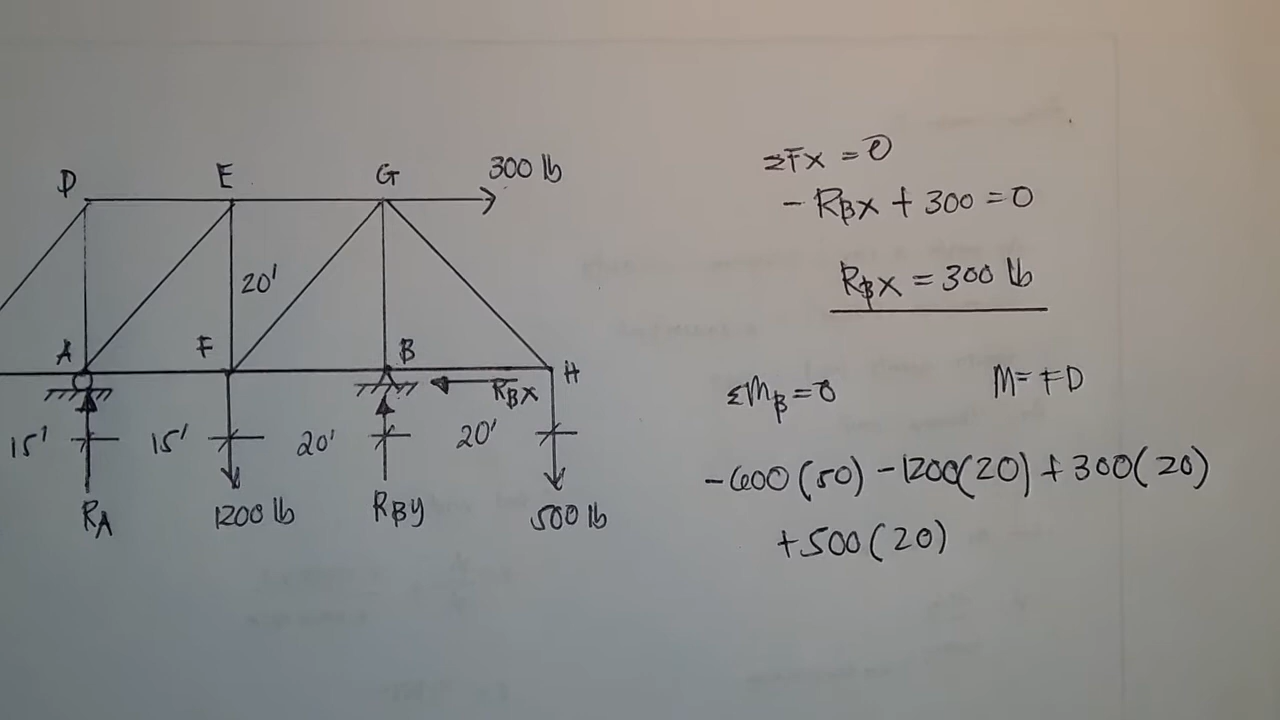 D E G 300 lb
20'
A F B H
RBx
15' 15' 20' 20'
RA 1200 lb RBy 500 lb
ΣFx = 0
- RBx + 300 = 0
RBx = 300 lb
ΣMB = 0 M = FD
-600(50) - 1200(20) + 300(20)
+500(20)